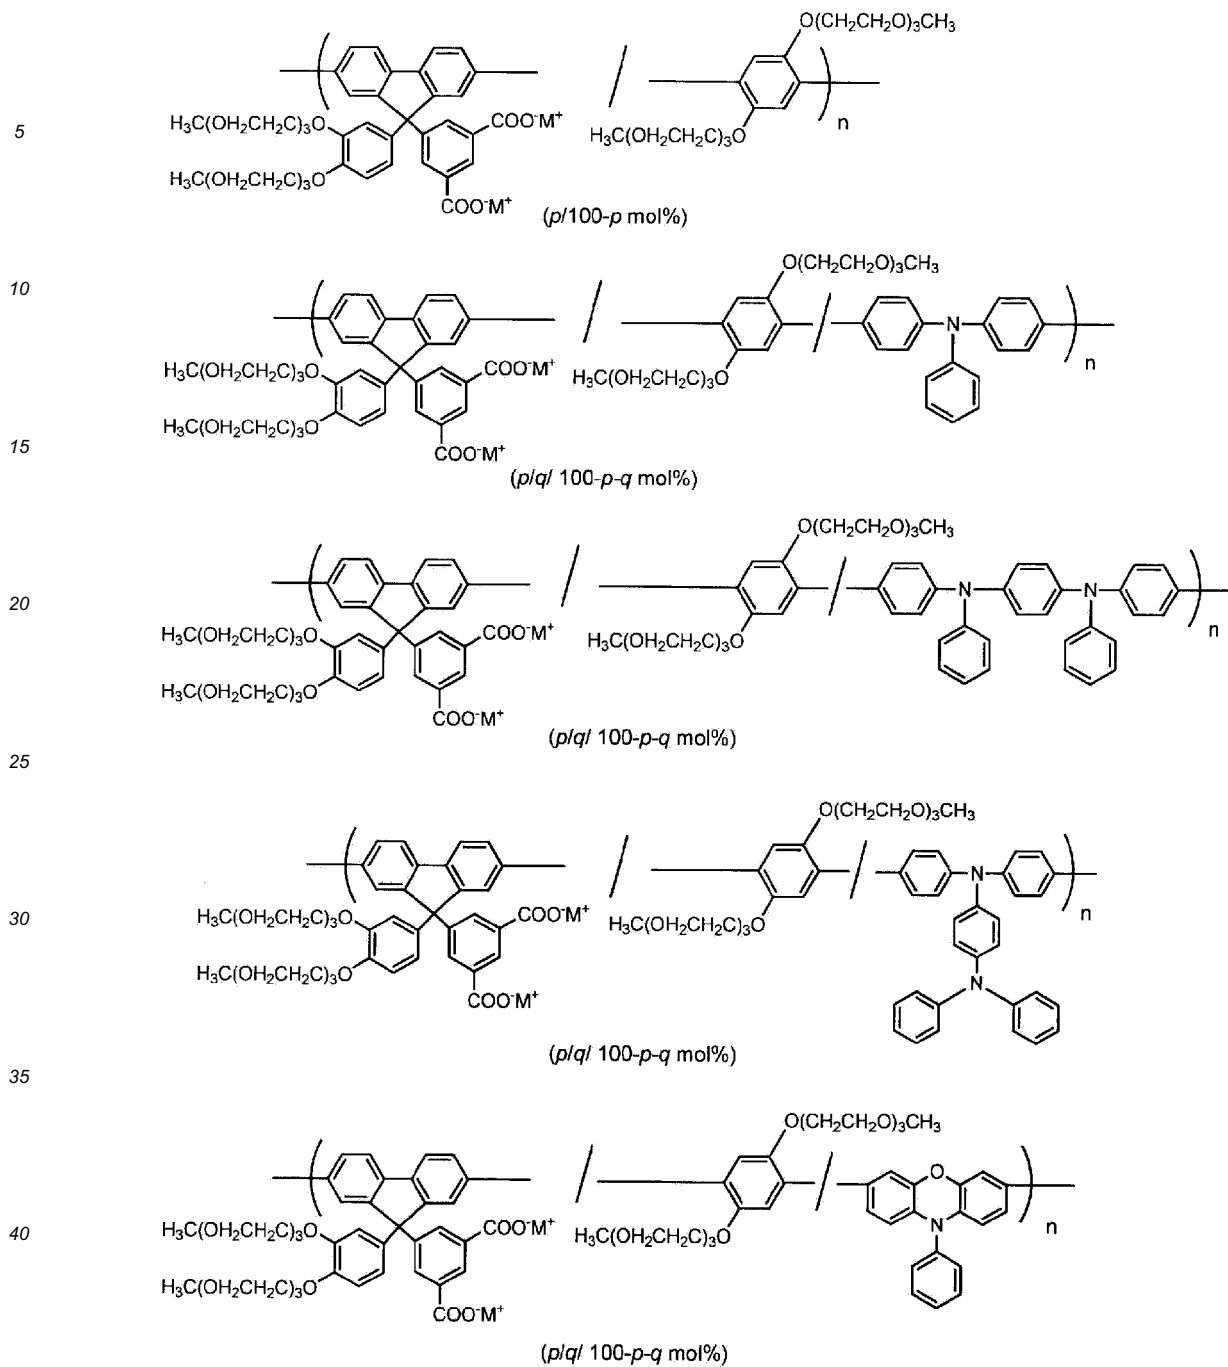 O(CH₂CH₂O)₃CH₃
n
5
H₃C(OH₂CH₂C)₃O
COO⁻M⁺
H₃C(OH₂CH₂C)₃O
H₃C(OH₂CH₂C)₃O
COO⁻M⁺
(p/100-p mol%)
O(CH₂CH₂O)₃CH₃
10
N
n
H₃C(OH₂CH₂C)₃O
COO⁻M⁺
H₃C(OH₂CH₂C)₃O
H₃C(OH₂CH₂C)₃O
15
COO⁻M⁺
(p/q/ 100-p-q mol%)
O(CH₂CH₂O)₃CH₃
20
N
N
n
H₃C(OH₂CH₂C)₃O
COO⁻M⁺
H₃C(OH₂CH₂C)₃O
H₃C(OH₂CH₂C)₃O
COO⁻M⁺
(p/q/ 100-p-q mol%)
25
O(CH₂CH₂O)₃CH₃
N
n
30
H₃C(OH₂CH₂C)₃O
COO⁻M⁺
H₃C(OH₂CH₂C)₃O
H₃C(OH₂CH₂C)₃O
N
COO⁻M⁺
(p/q/ 100-p-q mol%)
35
O(CH₂CH₂O)₃CH₃
O
N
n
40
H₃C(OH₂CH₂C)₃O
COO⁻M⁺
H₃C(OH₂CH₂C)₃O
H₃C(OH₂CH₂C)₃O
COO⁻M⁺
(p/q/ 100-p-q mol%)